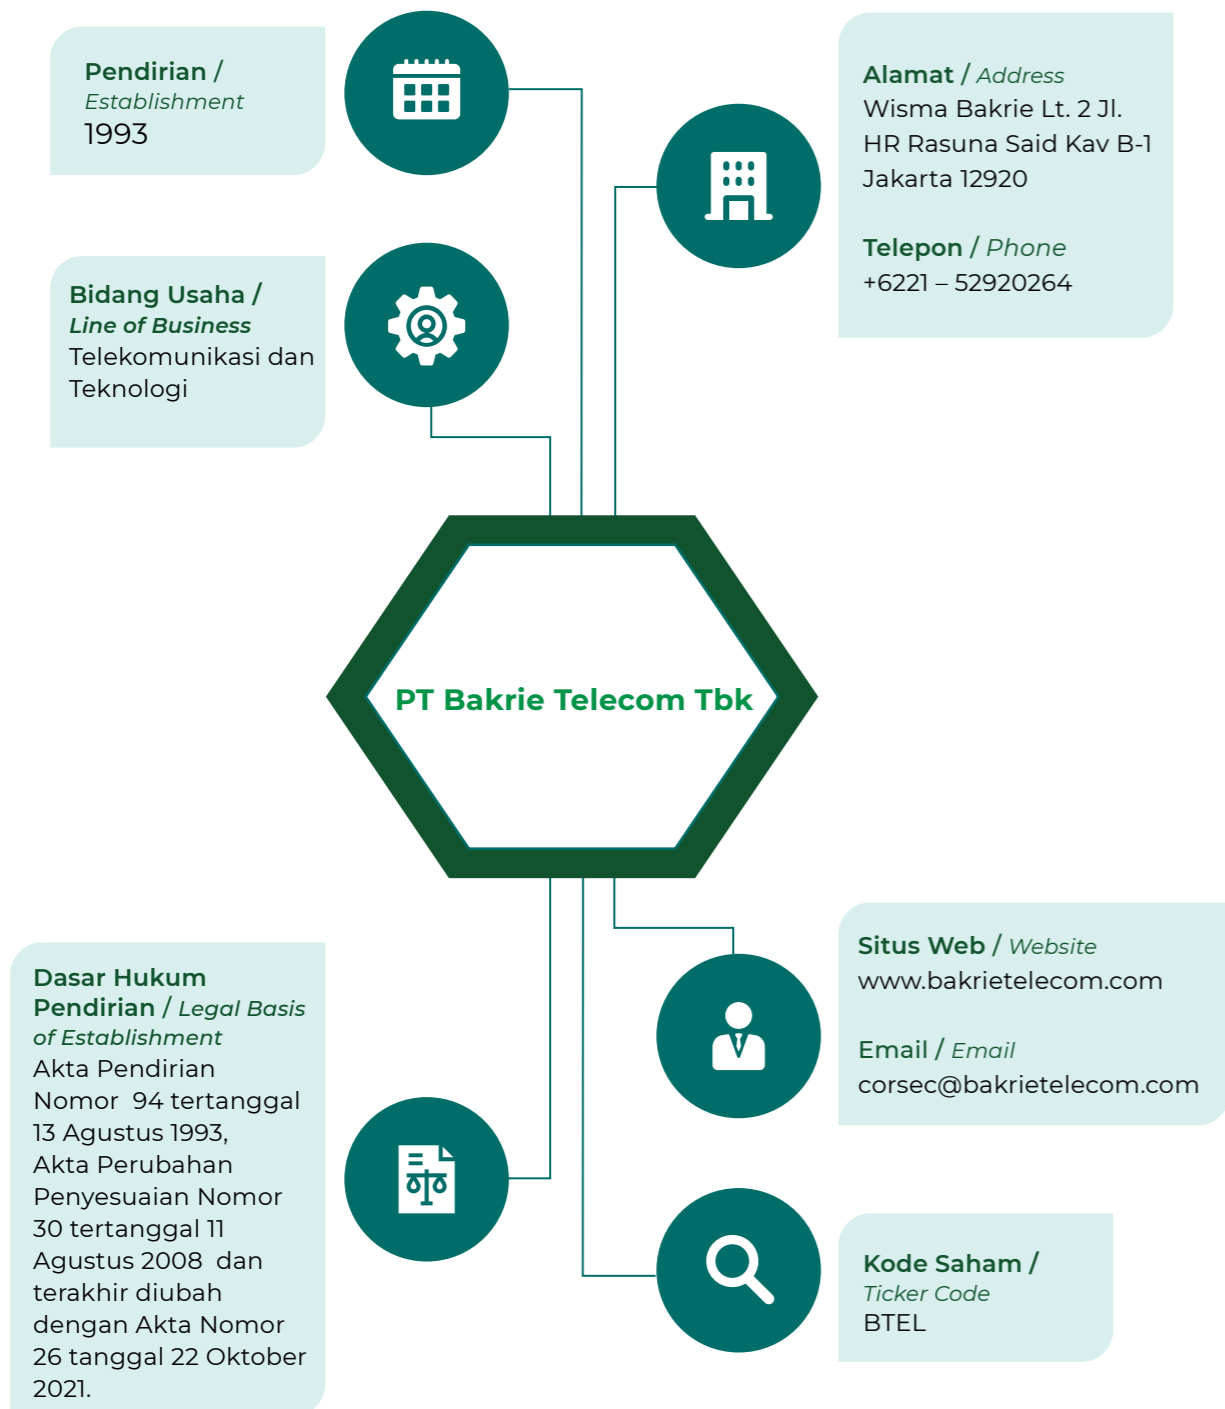 Pendirian /
Establishment
1993
Alamat / Address
Wisma Bakrie Lt. 2 Jl.
HR Rasuna Said Kav B-1
Jakarta 12920
Telepon / Phone
+6221 – 52920264
Bidang Usaha /
Line of Business
Telekomunikasi dan
Teknologi
PT Bakrie Telecom Tbk
Dasar Hukum
Pendirian / Legal Basis
of Establishment
Akta Pendirian
Nomor 94 tertanggal
13 Agustus 1993,
Akta Perubahan
Penyesuaian Nomor
30 tertanggal 11
Agustus 2008 dan
terakhir diubah
dengan Akta Nomor
26 tanggal 22 Oktober
2021.
Situs Web / Website
www.bakrietelecom.com
Email / Email
corsec@bakrietelecom.com
Kode Saham /
Ticker Code
BTEL